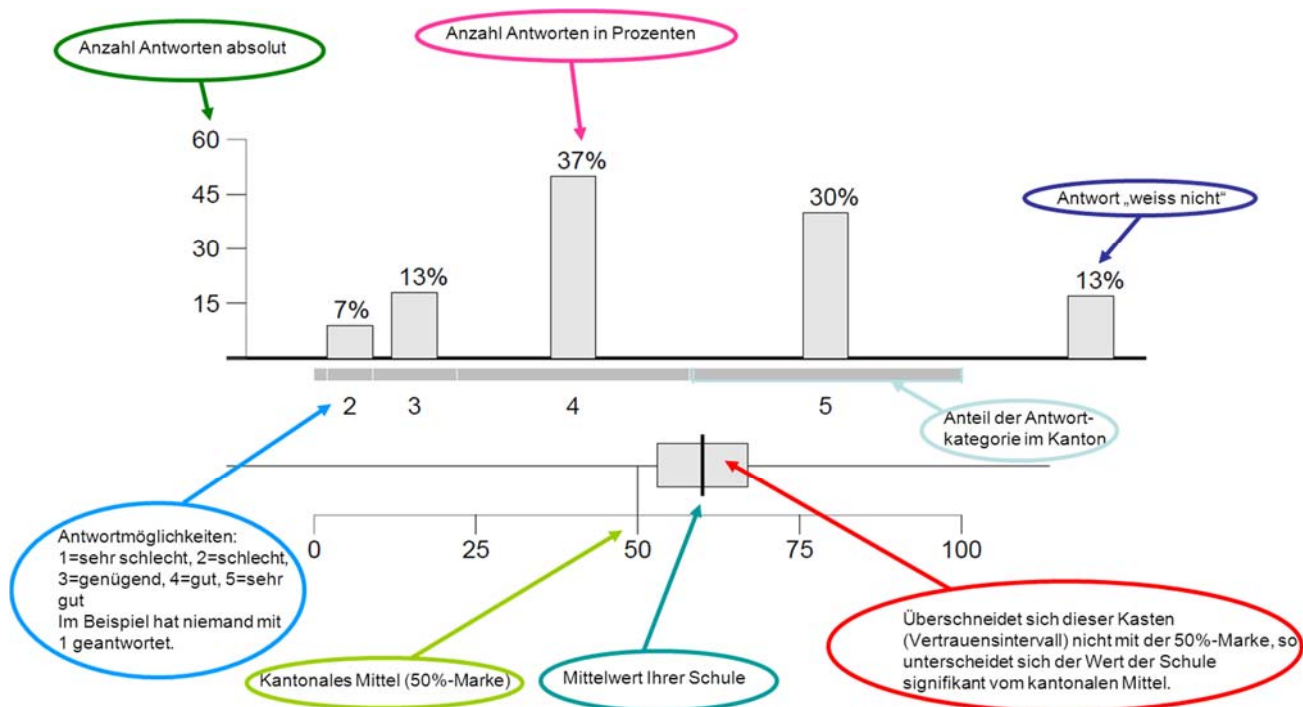 Anzahl Antworten absolut
Anzahl Antworten in Prozenten
60
45
30
15
7%
13%
37%
30%
13%
Antwort „weiss nicht“
2
3
4
5
Anteil der Antwort-
kategorie im Kanton
0
25
50
75
100
Antwortmöglichkeiten:
1=sehr schlecht, 2=schlecht,
3=genügend, 4=gut, 5=sehr
gut
Im Beispiel hat niemand mit
1 geantwortet.
Kantonales Mittel (50%-Marke)
Mittelwert Ihrer Schule
Überschneidet sich dieser Kasten
(Vertrauensintervall) nicht mit der 50%-Marke, so
unterscheidet sich der Wert der Schule
signifikant vom kantonalen Mittel.